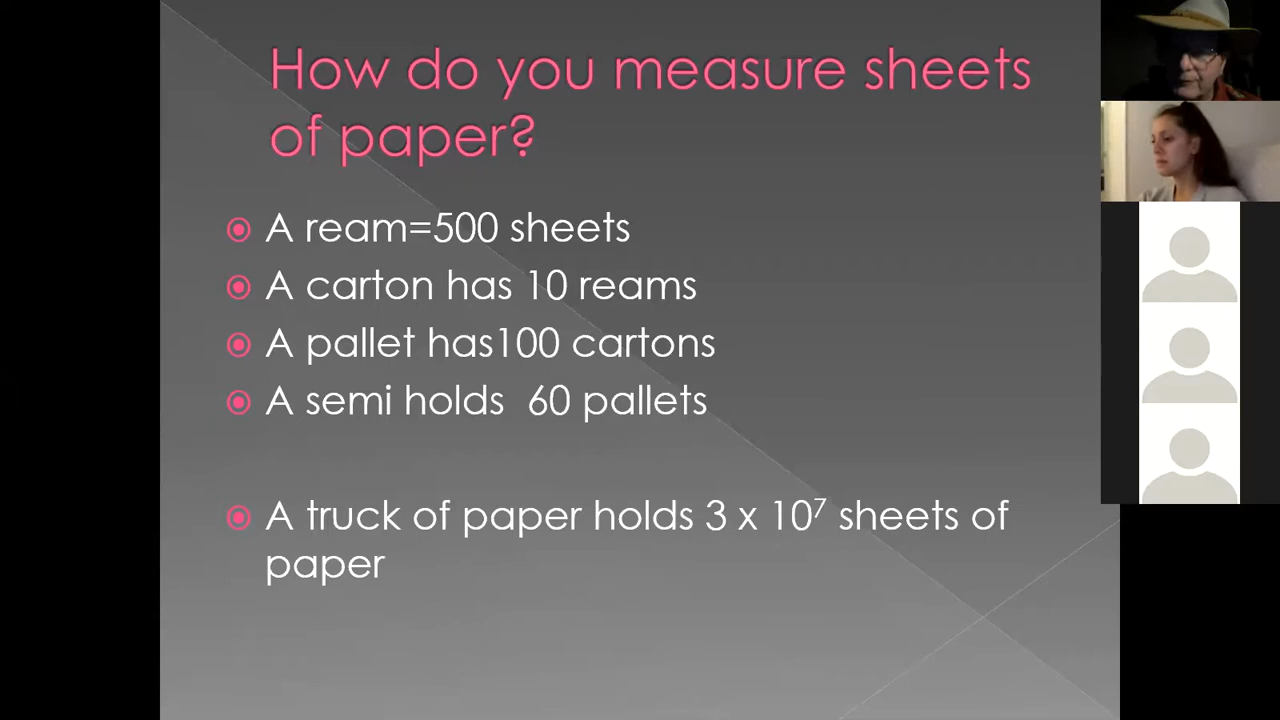 How do you measure sheets
of paper?
A ream=500 sheets
A carton has 10 reams
A pallet has100 cartons
A semi holds  60 pallets
A truck of paper holds 3 x 10⁷ sheets of
paper